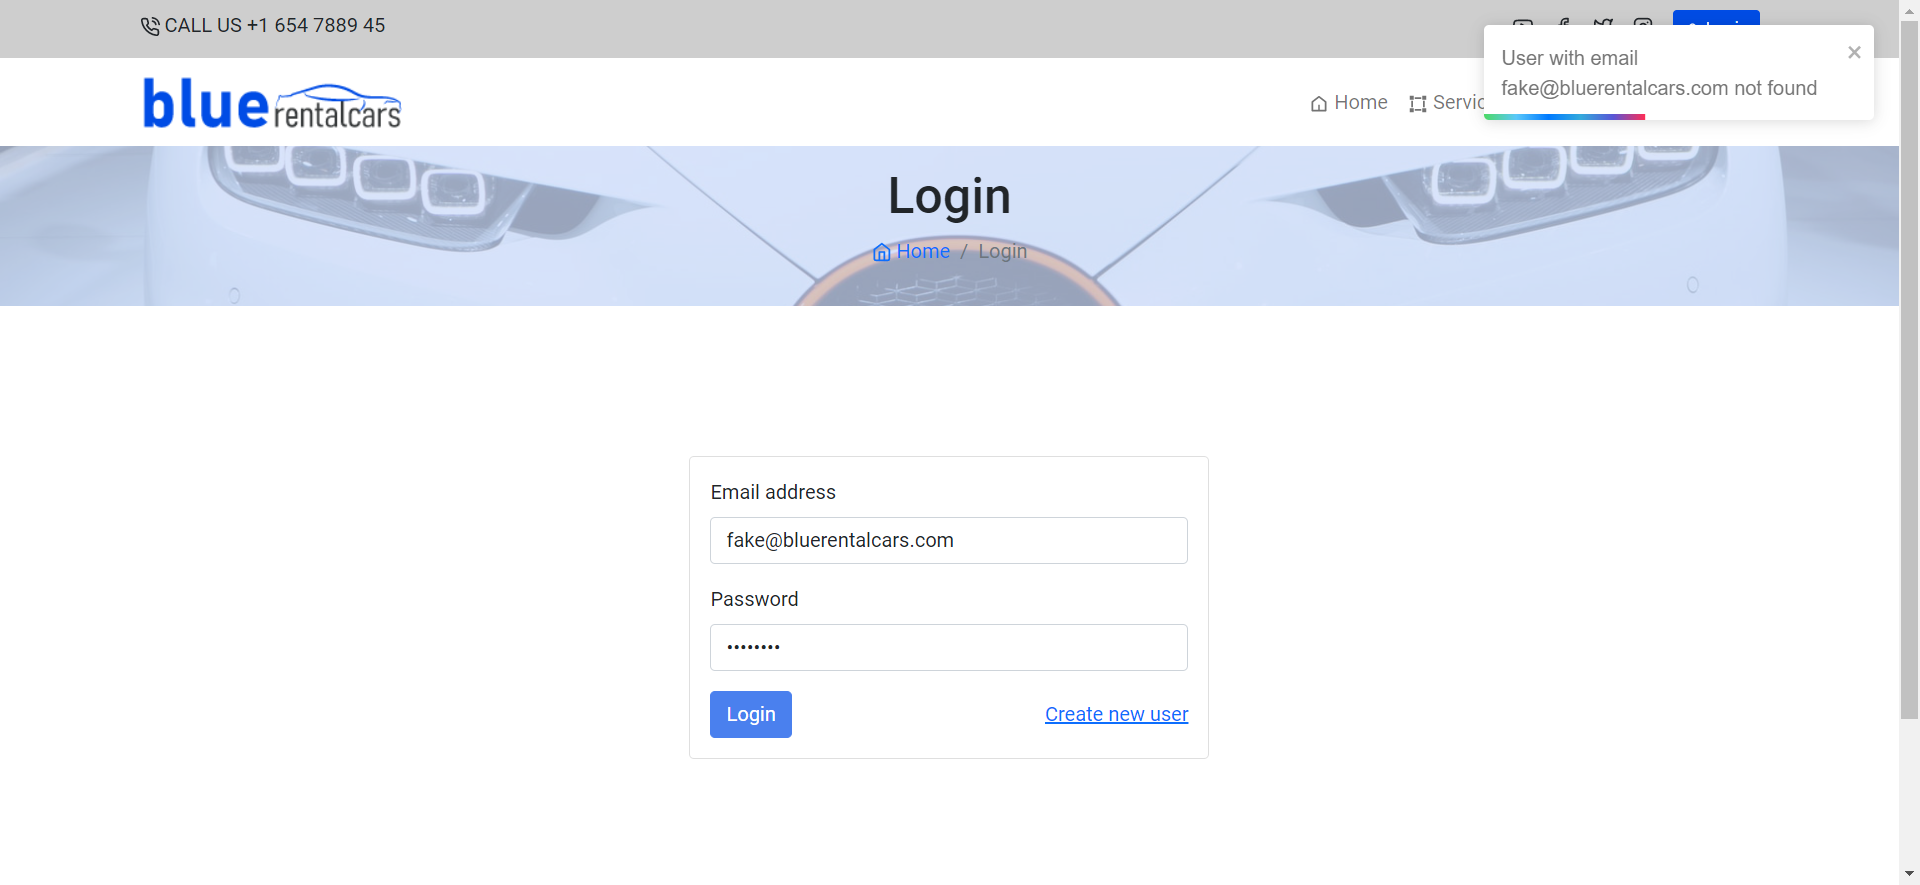 CALL US +1 654 7889 45
User with email
fake@bluerentalcars.com not found
blue rentalcars
Home
Login
Home / Login
Email address
fake@bluerentalcars.com
Password
••••••••
Login
Create new user